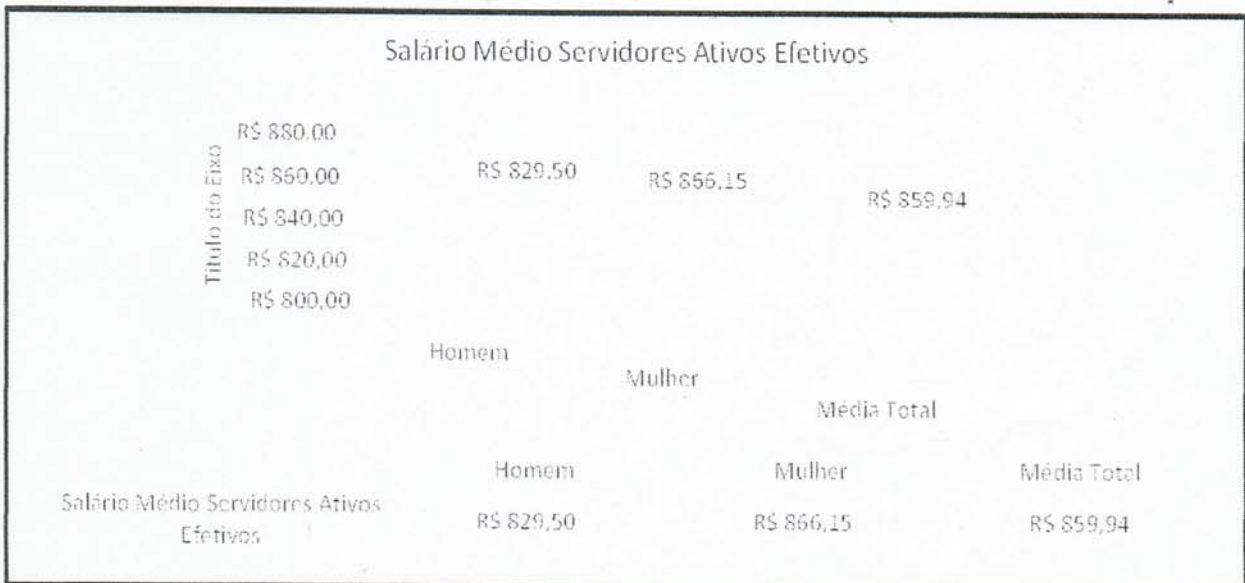 Salário Médio Servidores Ativos Efetivos
Título do Eixo
R$ 880,00
R$ 860,00
R$ 840,00
R$ 820,00
R$ 800,00
R$ 829,50
R$ 866,15
R$ 859,94
Homem
Mulher
Média Total
Homem Mulher Média Total
Salário Médio Servidores Ativos
Efetivos
R$ 829,50 R$ 866,15 R$ 859,94